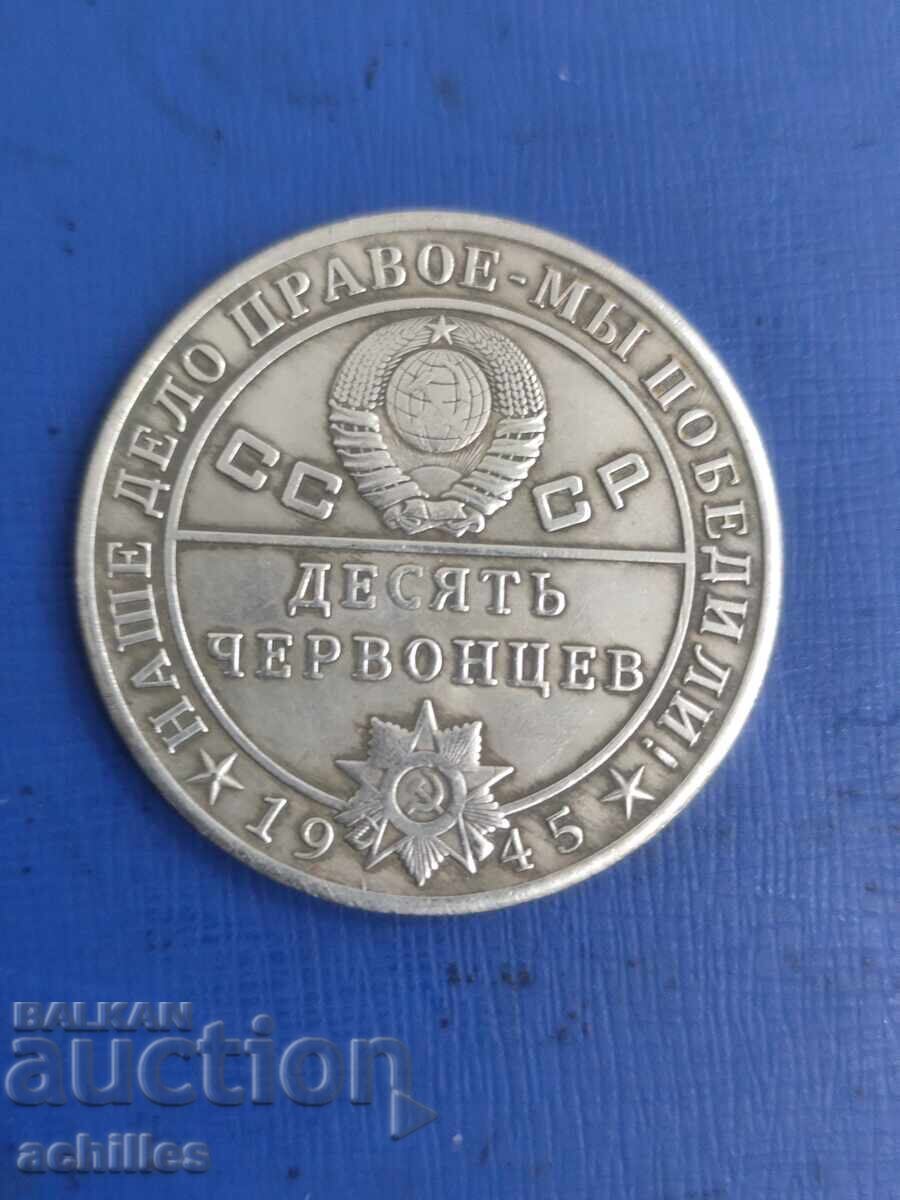 НАШЕ ДЕЛО ПРАВОЕ - МЫ ПОБЕДИЛИ!
СС СР
ДЕСЯТЬ
ЧЕРВОНЦЕВ
★ 19 45 ★
BALKAN
auction
achilles